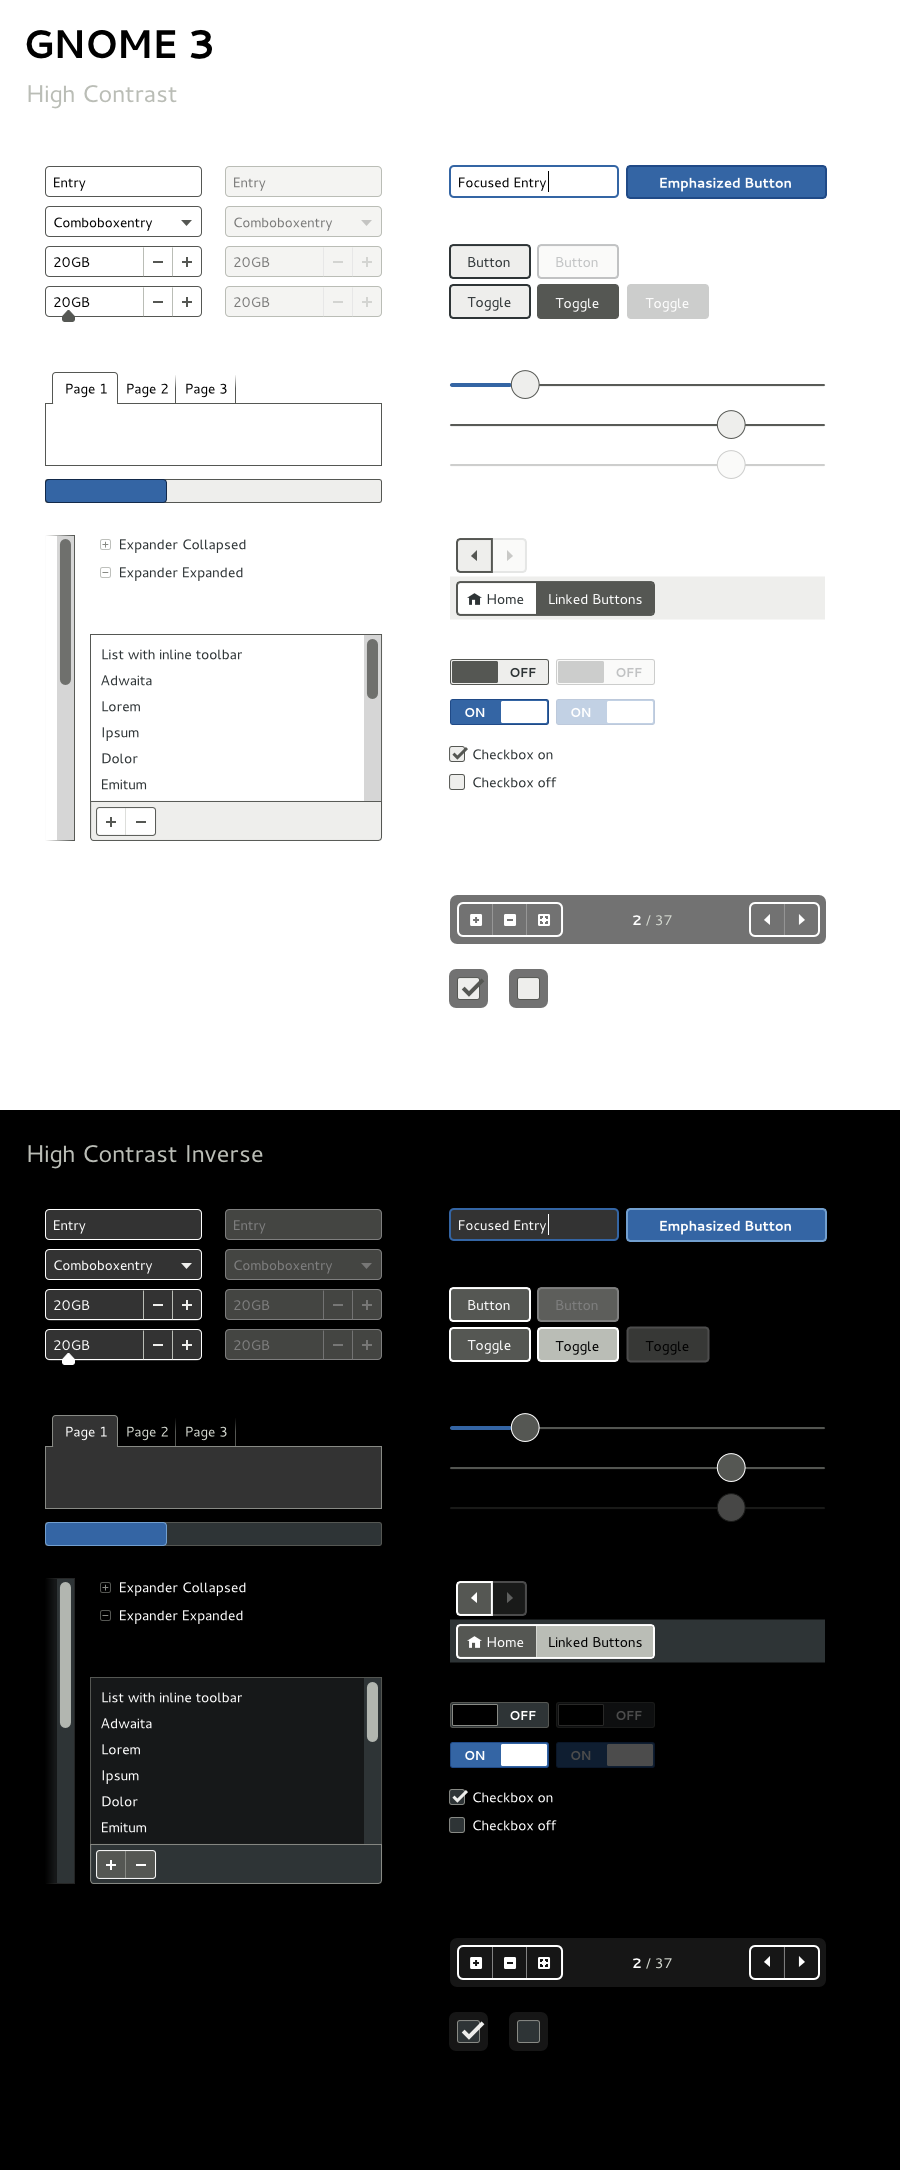 GNOME 3
High Contrast
Entry
Entry
Focused Entry
Emphasized Button
Comboboxentry
Comboboxentry
20GB
20GB
Button
Button
20GB
20GB
Toggle
Toggle
Toggle
Page 1
Page 2
Page 3
Expander Collapsed
Expander Expanded
Home
Linked Buttons
List with inline toolbar
Adwaita
Lorem
Ipsum
Dolor
Emitum
OFF
OFF
ON
ON
Checkbox on
Checkbox off
2 / 37
High Contrast Inverse
Entry
Entry
Focused Entry
Emphasized Button
Comboboxentry
Comboboxentry
20GB
20GB
Button
Button
20GB
20GB
Toggle
Toggle
Toggle
Page 1
Page 2
Page 3
Expander Collapsed
Expander Expanded
Home
Linked Buttons
List with inline toolbar
Adwaita
Lorem
Ipsum
Dolor
Emitum
OFF
OFF
ON
ON
Checkbox on
Checkbox off
2 / 37